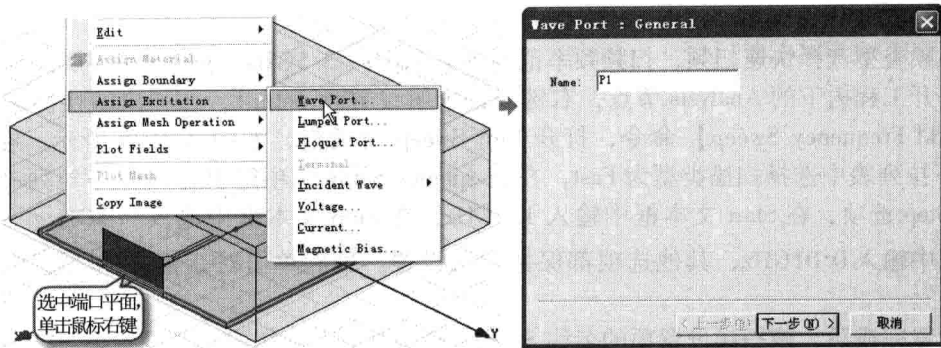 Edit
Assign Material
Assign Boundary
Assign Excitation
Assign Mesh Operation
Plot Fields
Plot Mesh
Copy Image
Wave Port...
Lumped Port...
Floquet Port...
Terminal
Incident Wave
Voltage...
Current...
Magnetic Bias...
选中端口平面,
单击鼠标右键
Y
Wave Port : General
Name: P1
<上一步(B) 下一步(N) > 取消